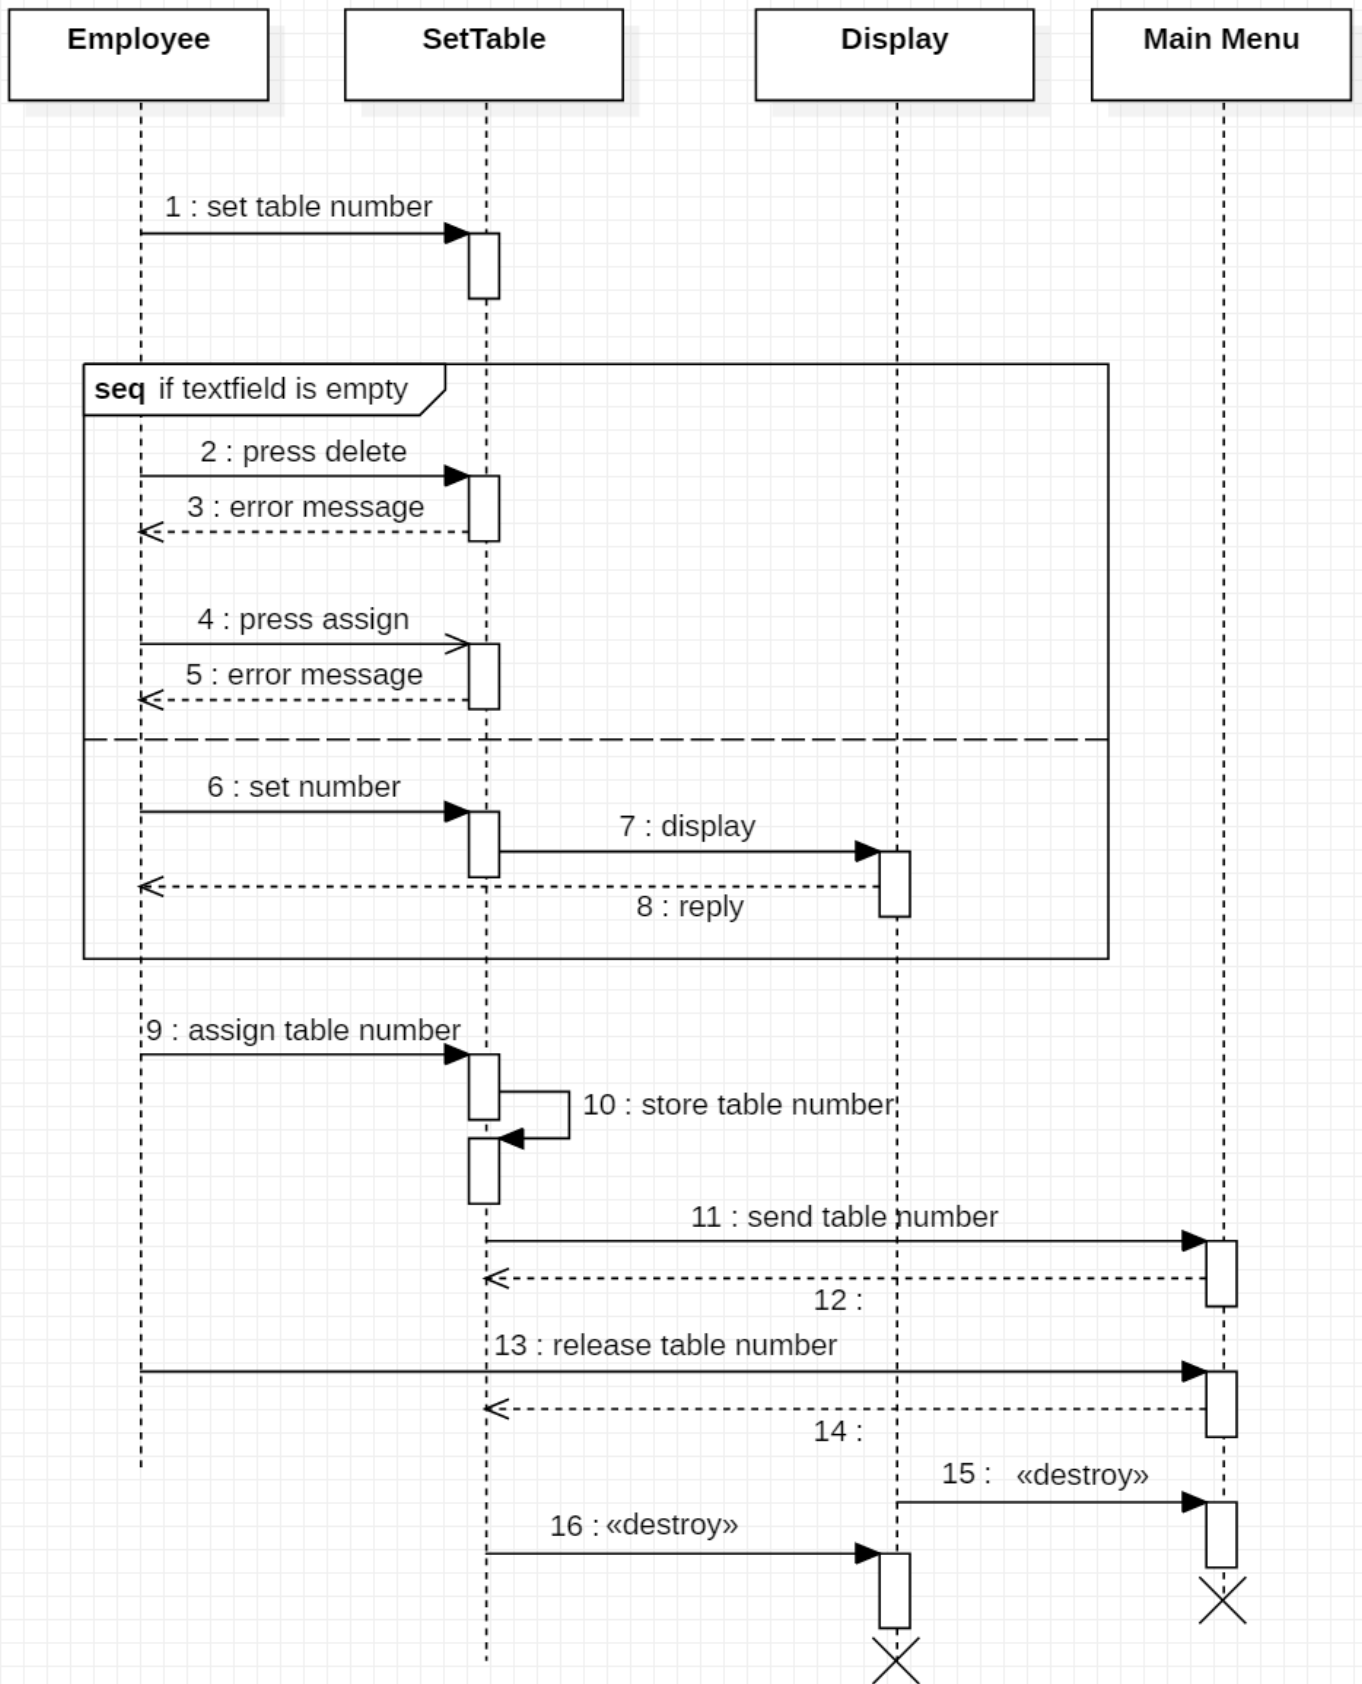 Employee
SetTable
Display
Main Menu
1 : set table number
seq if textfield is empty
2 : press delete
3 : error message
4 : press assign
5 : error message
6 : set number
7 : display
8 : reply
9 : assign table number
10 : store table number
11 : send table number
12 :
13 : release table number
14 :
15 : «destroy»
16 : «destroy»